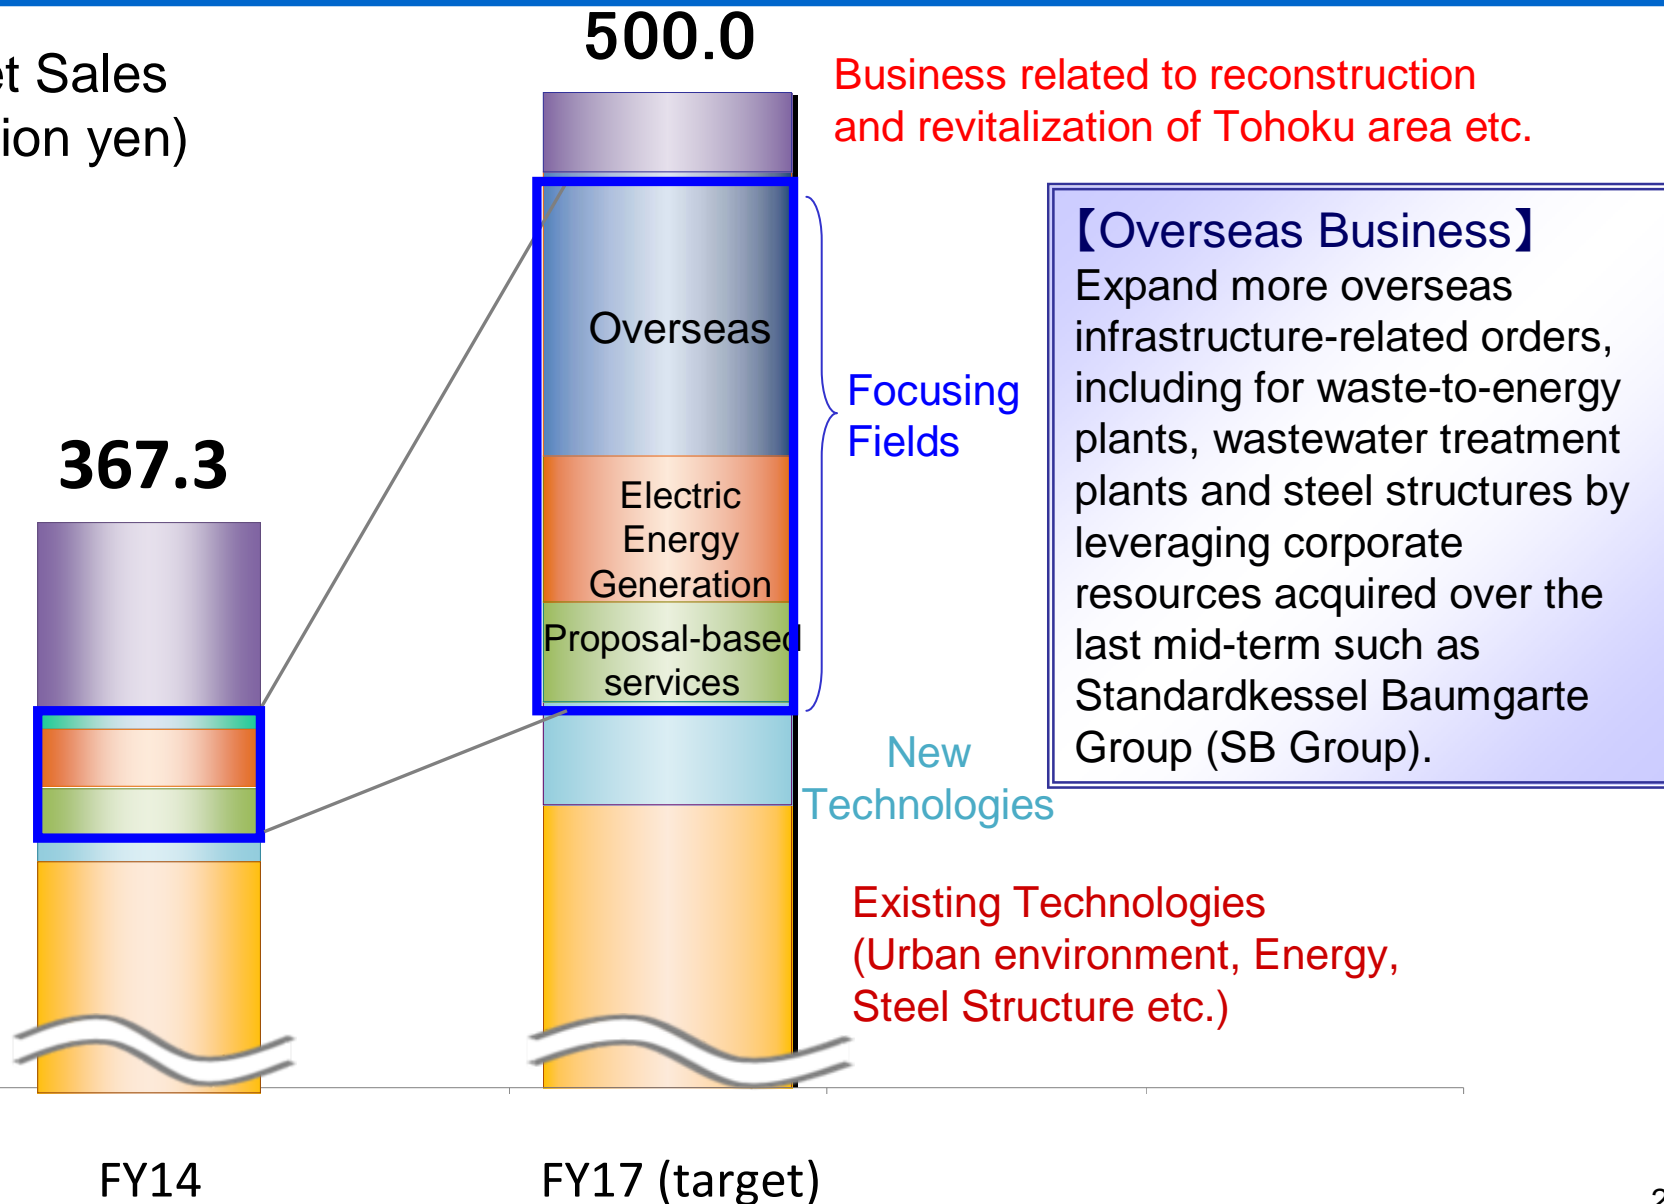 et Sales
ion yen)
500.0
367.3
Business related to reconstruction
and revitalization of Tohoku area etc.
Overseas
Electric
Energy
Generation
Proposal-based
services
Focusing
Fields
New
Technologies
Existing Technologies
(Urban environment, Energy,
Steel Structure etc.)
【Overseas Business】
Expand more overseas
infrastructure-related orders,
including for waste-to-energy
plants, wastewater treatment
plants and steel structures by
leveraging corporate
resources acquired over the
last mid-term such as
Standardkessel Baumgarte
Group (SB Group).
FY14
FY17 (target)
2